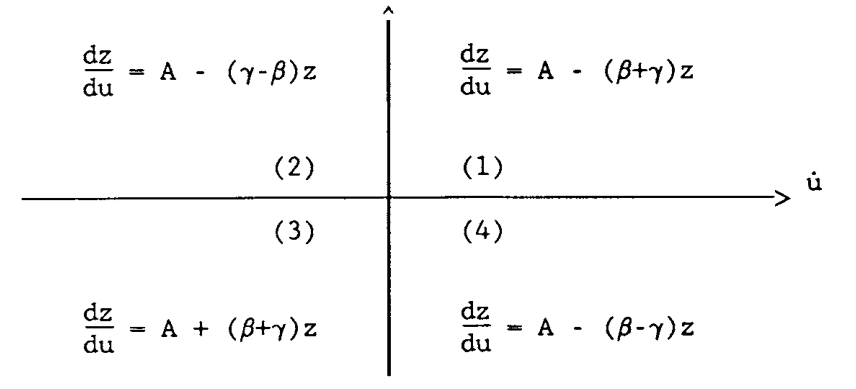 dz/du = A - (γ-β)z
dz/du = A - (β+γ)z
(2)
(1)
u̇
(3)
(4)
dz/du = A + (β+γ)z
dz/du = A - (β-γ)z